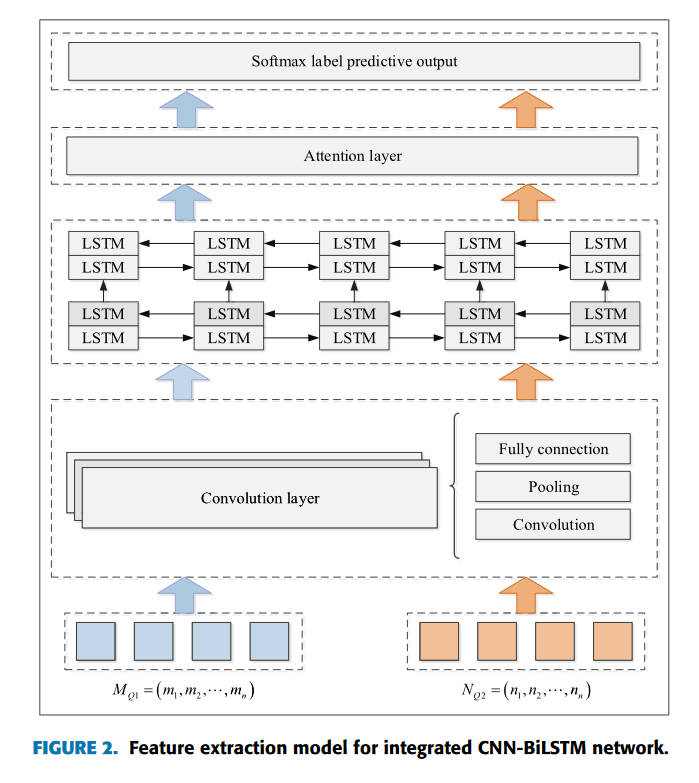 Softmax label predictive output
Attention layer
LSTM LSTM LSTM LSTM LSTM
LSTM LSTM LSTM LSTM LSTM
LSTM LSTM LSTM LSTM LSTM
LSTM LSTM LSTM LSTM LSTM
Convolution layer
Fully connection
Pooling
Convolution
M_{Q1} = (m_1, m_2, ⋯, m_n)
N_{Q2} = (n_1, n_2, ⋯, n_n)
FIGURE 2. Feature extraction model for integrated CNN-BiLSTM network.